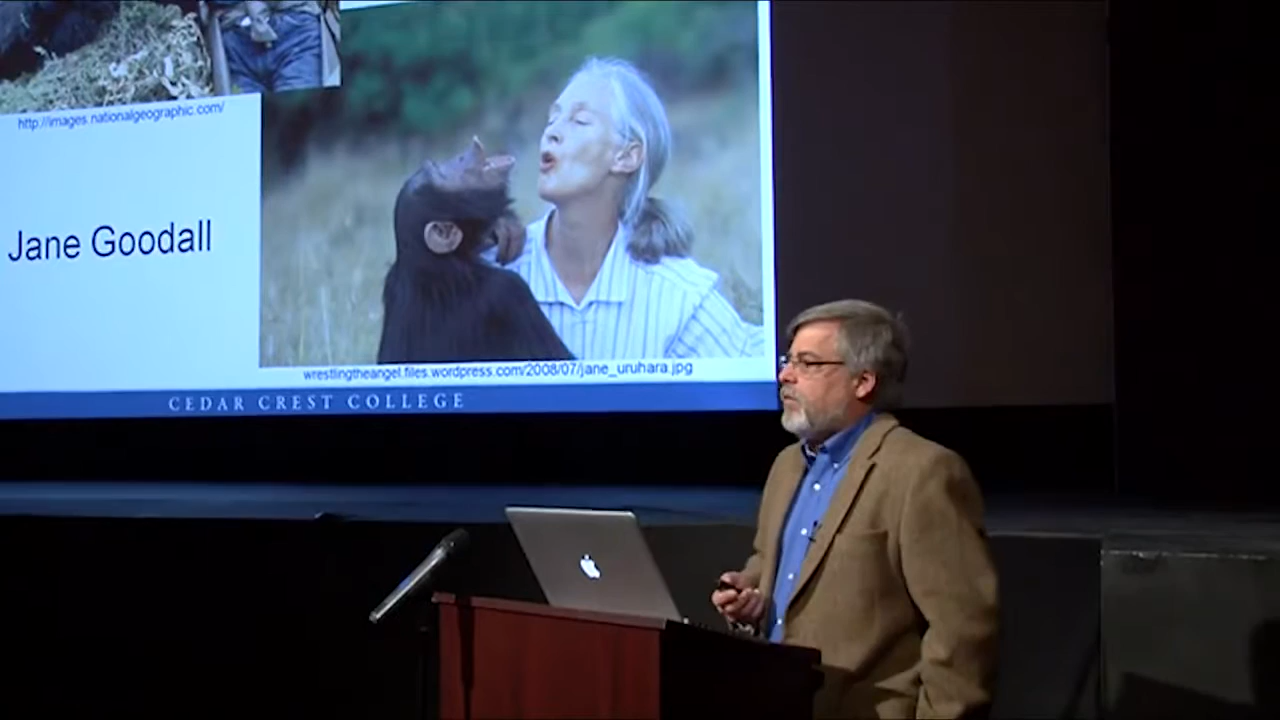 http://images.nationalgeographic.com/
Jane Goodall
wrestlingtheangel.files.wordpress.com/2008/07/jane_uruhara.jpg
CEDAR CREST COLLEGE